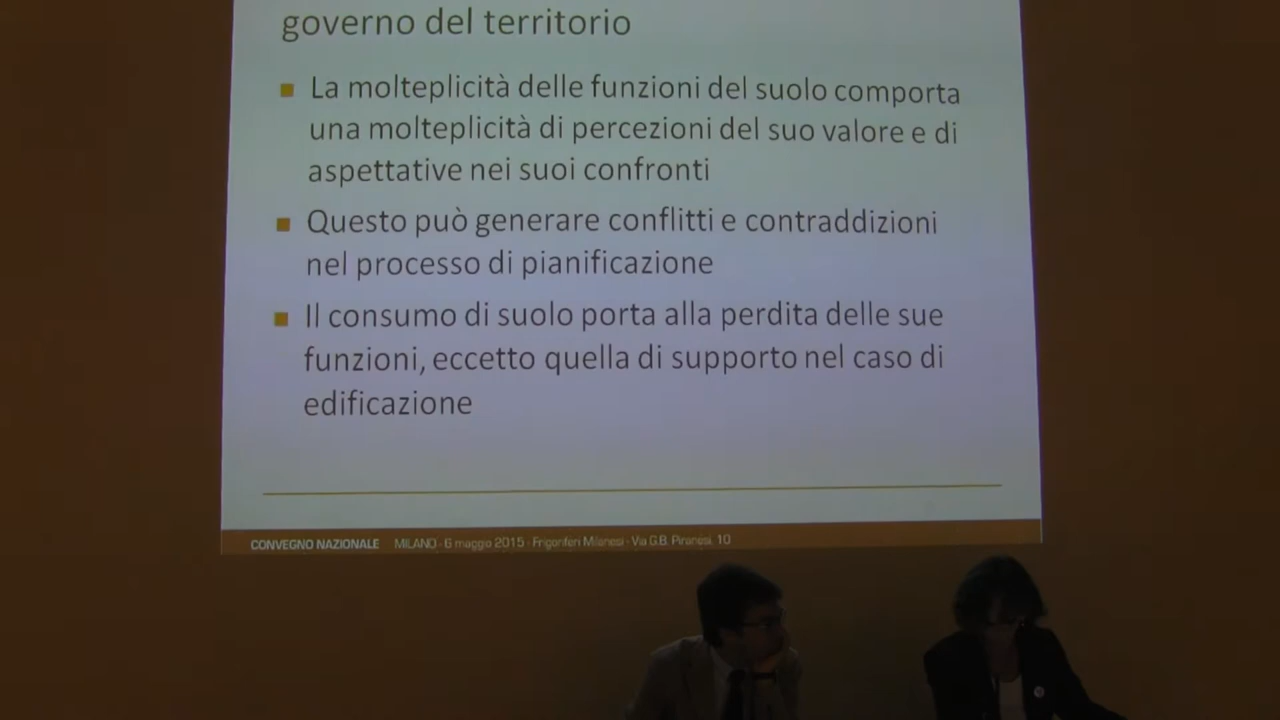 governo del territorio
■ La molteplicità delle funzioni del suolo comporta
una molteplicità di percezioni del suo valore e di
aspettative nei suoi confronti
■ Questo può generare conflitti e contraddizioni
nel processo di pianificazione
■ Il consumo di suolo porta alla perdita delle sue
funzioni, eccetto quella di supporto nel caso di
edificazione
CONVEGNO NAZIONALE MILANO - 6 maggio 2015 - Frigoriferi Milanesi - Via G.B. Piranesi, 10